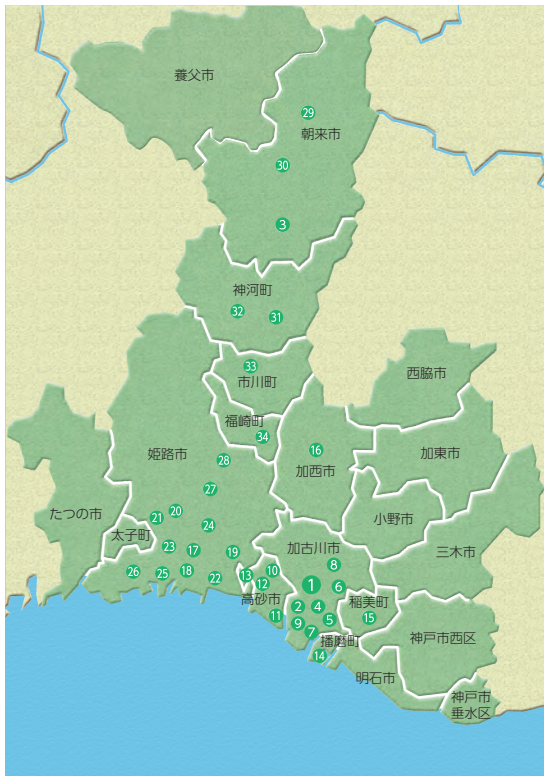 養父市
29
朝来市
30
3
神河町
32
31
33
市川町
西脇市
福崎町
34
16
加西市
加東市
姫路市
28
27
たつの市
20
21
24
小野市
太子町
23
17
19
加古川市
三木市
26
25
18
22
13
10
12
8
1
6
高砂市
11
2
4
稲美町
15
9
5
7
播磨町
14
神戸市西区
明石市
神戸市
垂水区